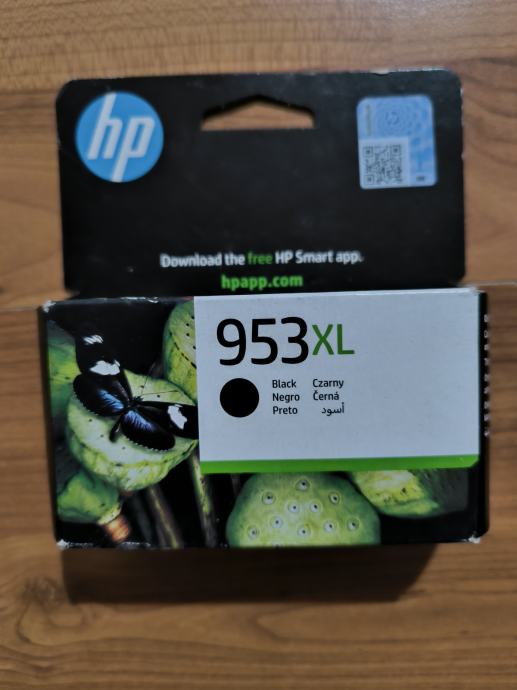 hp
Download the free HP Smart app.
hpapp.com
953XL
Black Czarny
Negro Černá
Preto أسود